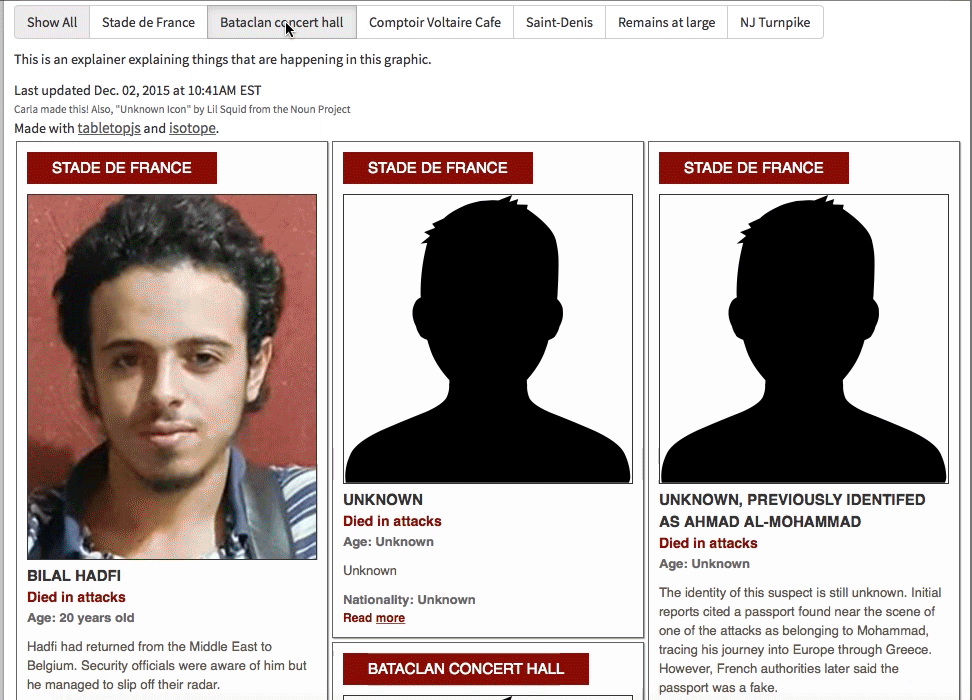 Show All
Stade de France
Bataclan concert hall
Comptoir Voltaire Cafe
Saint-Denis
Remains at large
NJ Turnpike
This is an explainer explaining things that are happening in this graphic.
Last updated Dec. 02, 2015 at 10:41AM EST
Carla made this! Also, "Unknown Icon" by Lil Squid from the Noun Project
Made with tabletopjs and isotope.
STADE DE FRANCE
BILAL HADFI
Died in attacks
Age: 20 years old
Hadfi had returned from the Middle East to
Belgium. Security officials were aware of him but
he managed to slip off their radar.
STADE DE FRANCE
UNKNOWN
Died in attacks
Age: Unknown
Unknown
Nationality: Unknown
Read more
BATACLAN CONCERT HALL
STADE DE FRANCE
UNKNOWN, PREVIOUSLY IDENTIFED
AS AHMAD AL-MOHAMMAD
Died in attacks
Age: Unknown
The identity of this suspect is still unknown. Initial
reports cited a passport found near the scene of
one of the attacks as belonging to Mohammad,
tracing his journey into Europe through Greece.
However, French authorities later said the
passport was a fake.